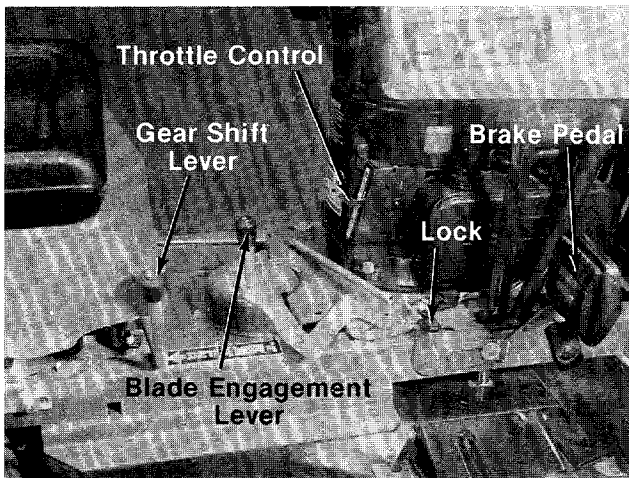 Throttle Control
Gear Shift
Lever
Brake Pedal
Lock
Blade Engagement
Lever